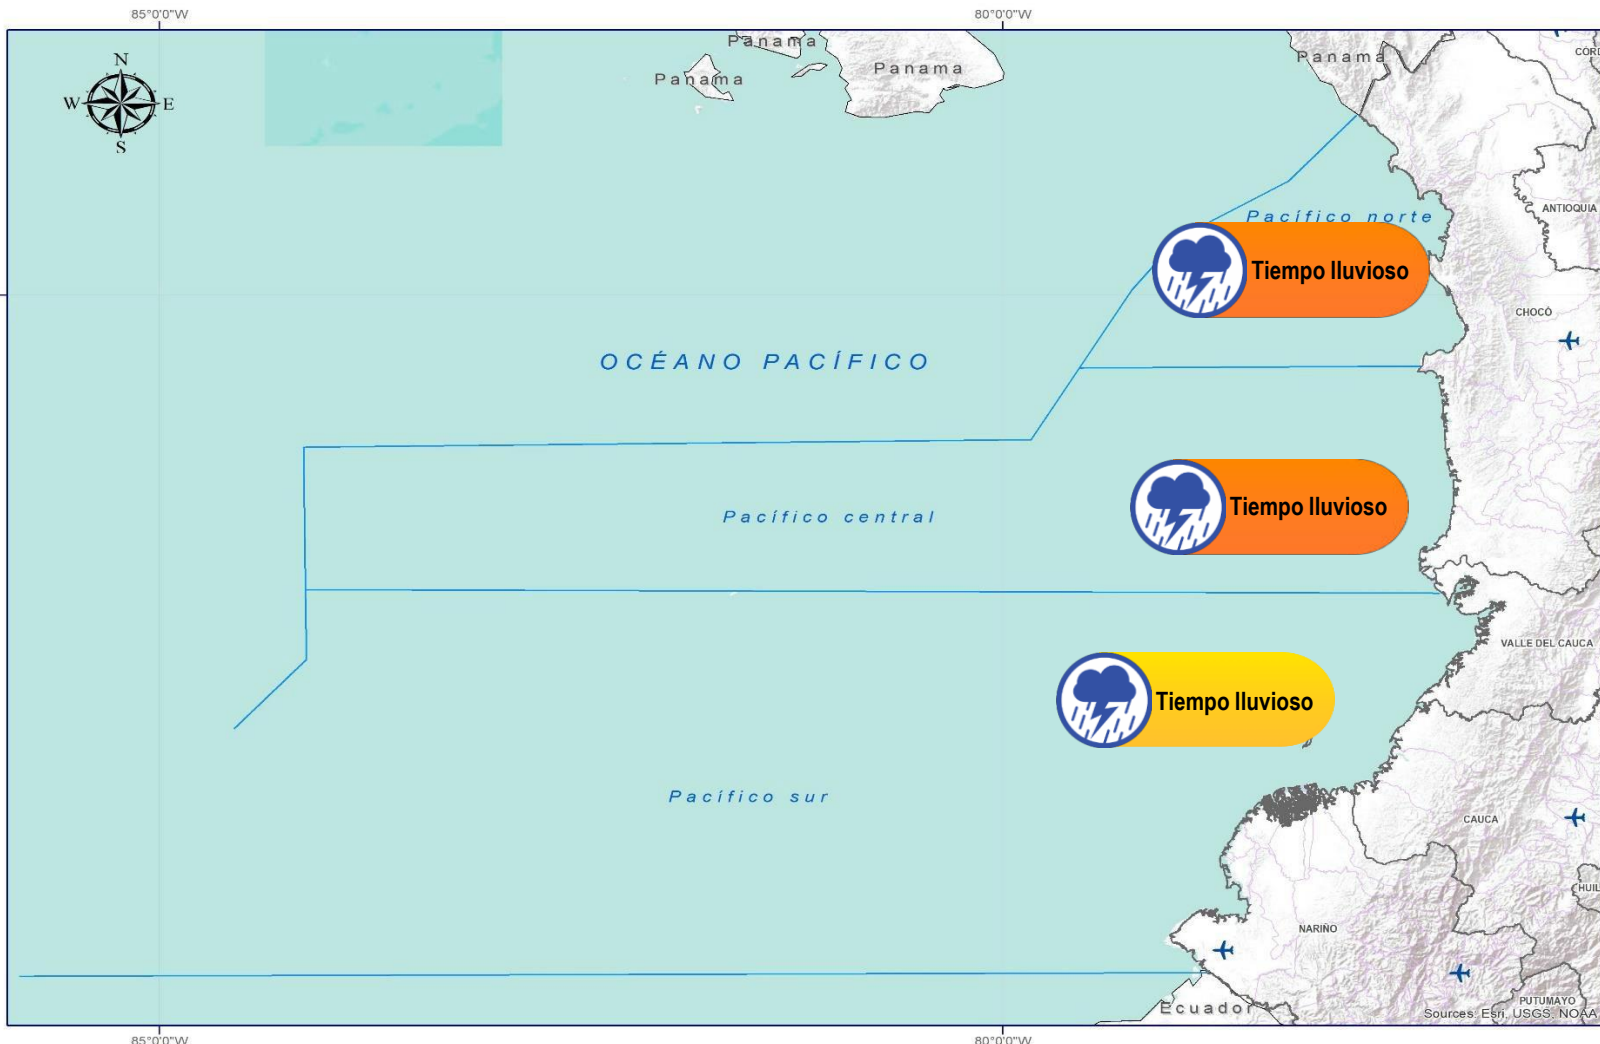 85°0'0"W
80°0'0"W
Panama
Panama
Panama
Panama
N
W
E
S
ANTIOQUIA
Pacífico norte
Tiempo lluvioso
CHOCÓ
OCÉANO PACÍFICO
Tiempo lluvioso
Pacífico central
VALLE DEL CAUCA
Tiempo lluvioso
Pacífico sur
CAUCA
HUIL
NARIÑO
PUTUMAYO
Ecuador
Sources: Esri, USGS, NOAA
85°0'0"W
80°0'0"W